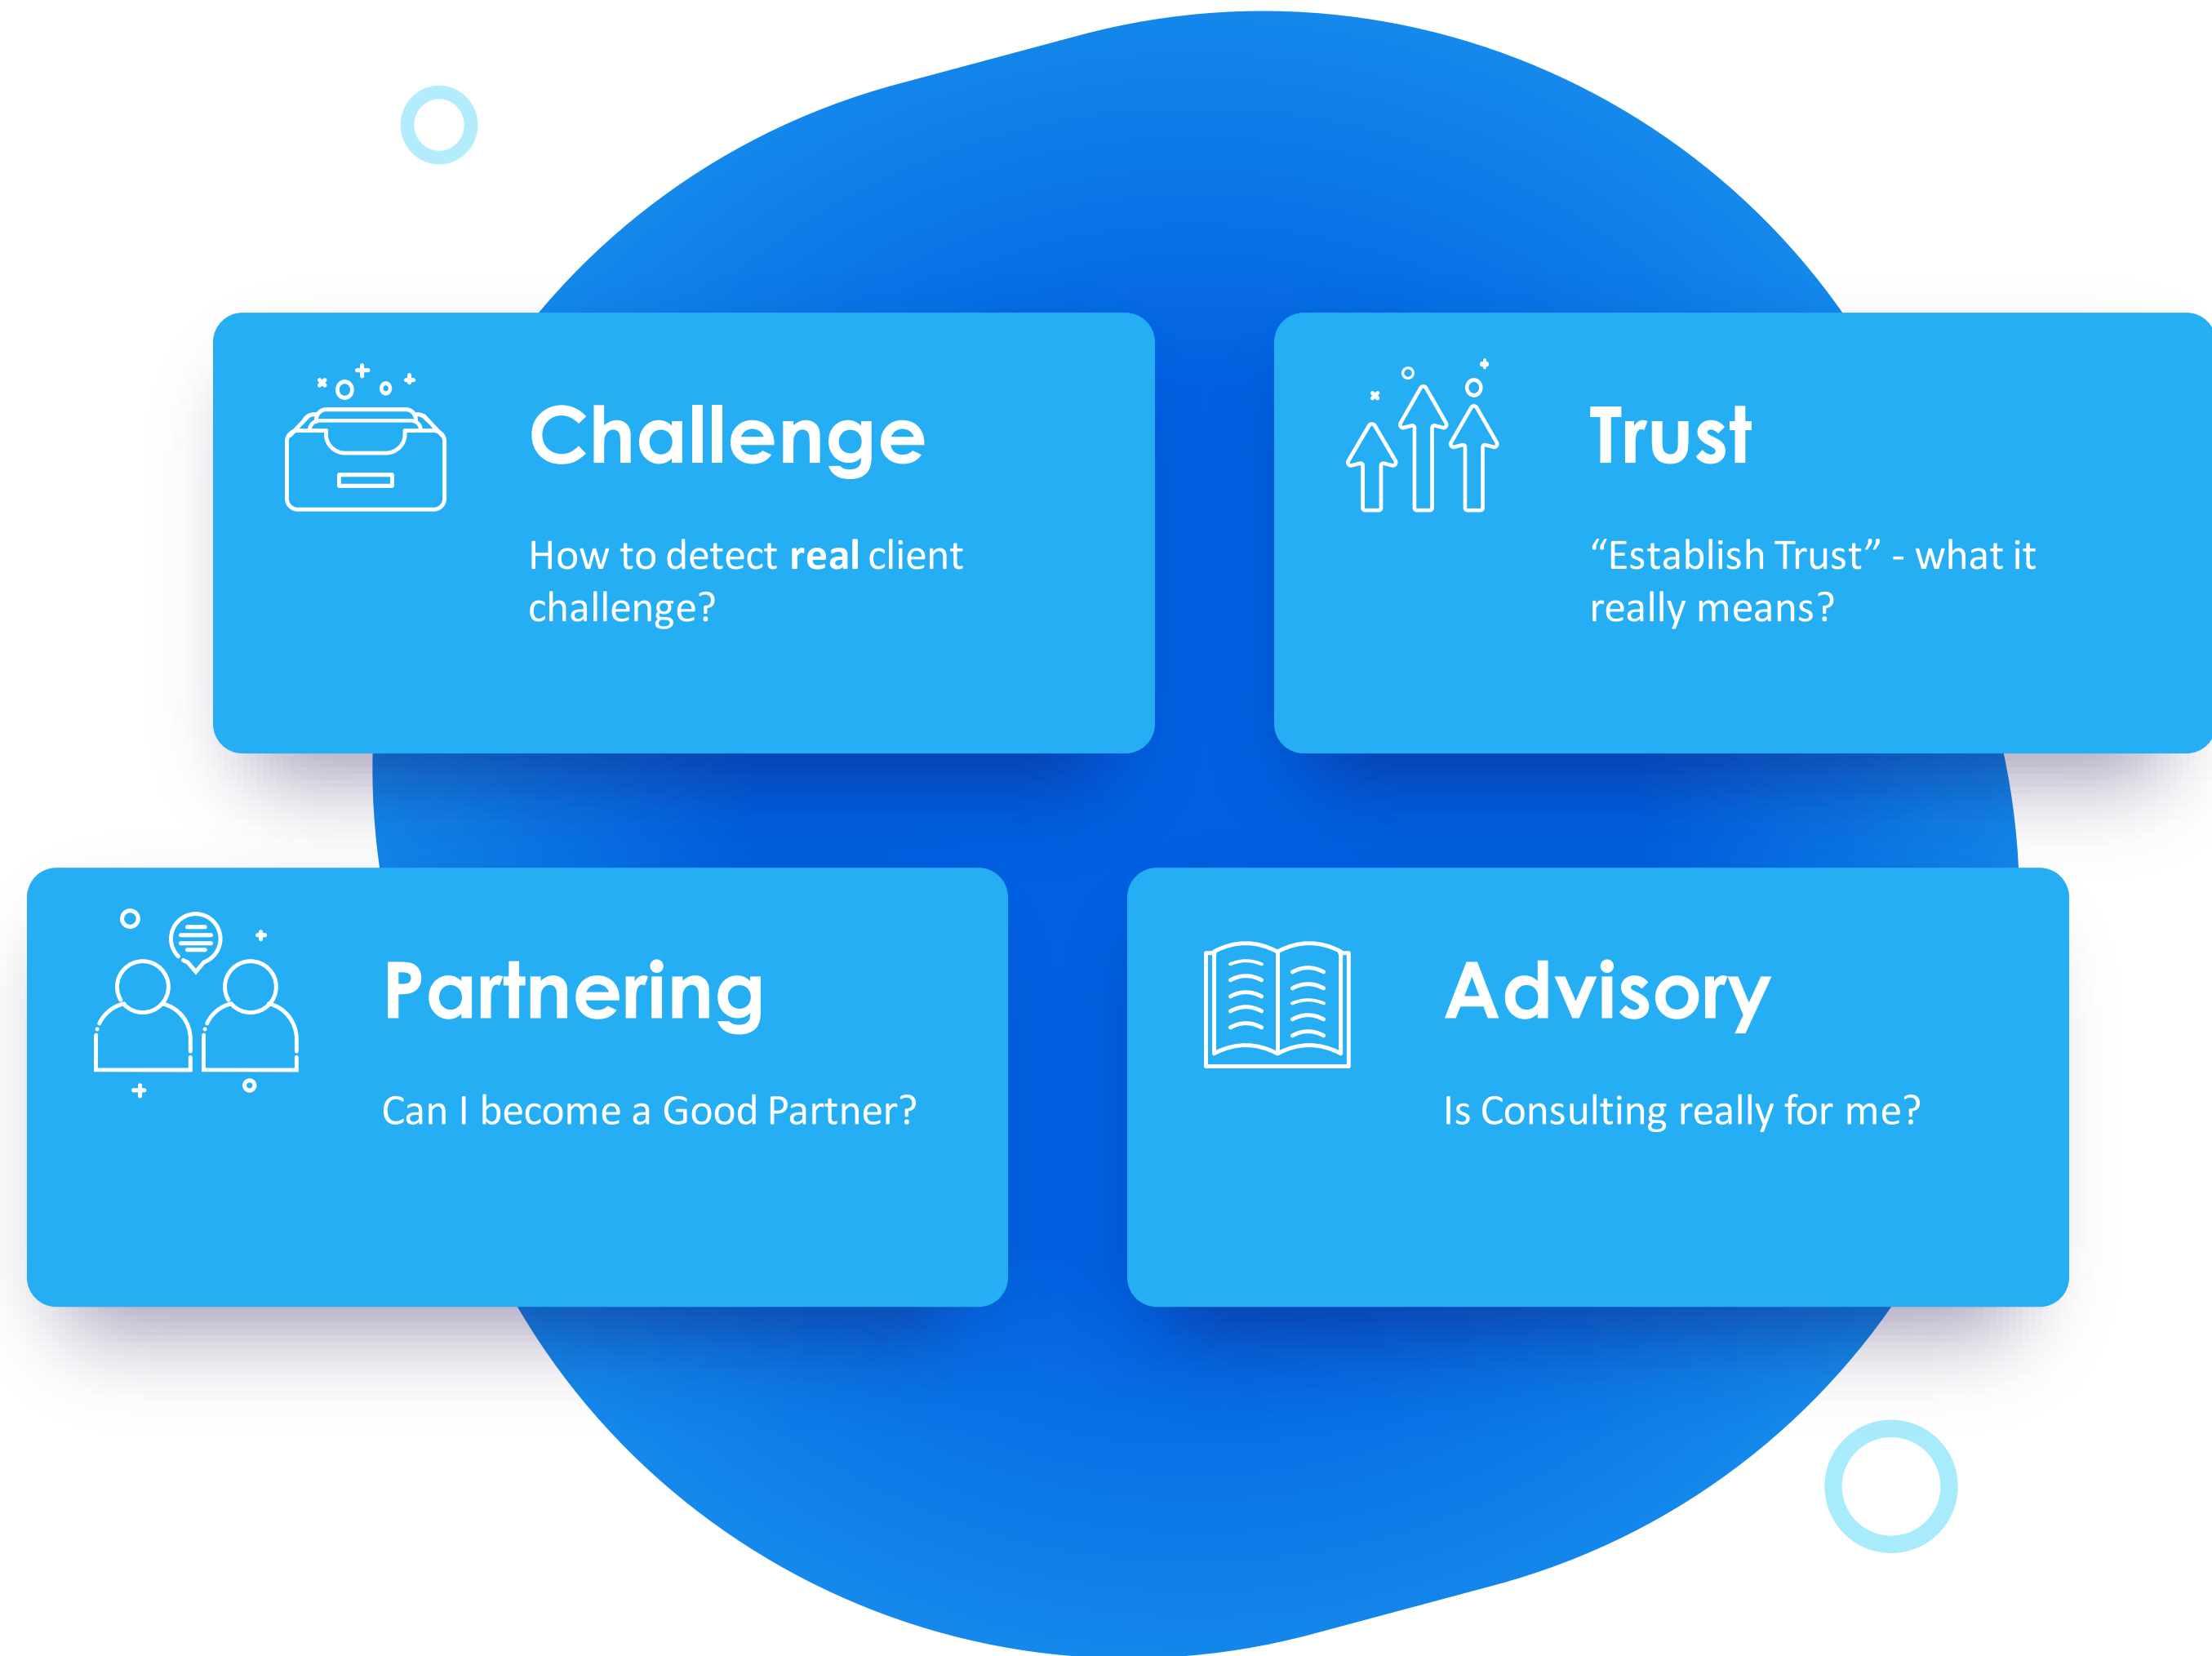 Challenge
How to detect real client
challenge?
Trust
“Establish Trust” - what it
really means?
Partnering
Can I become a Good Partner?
Advisory
Is Consulting really for me?